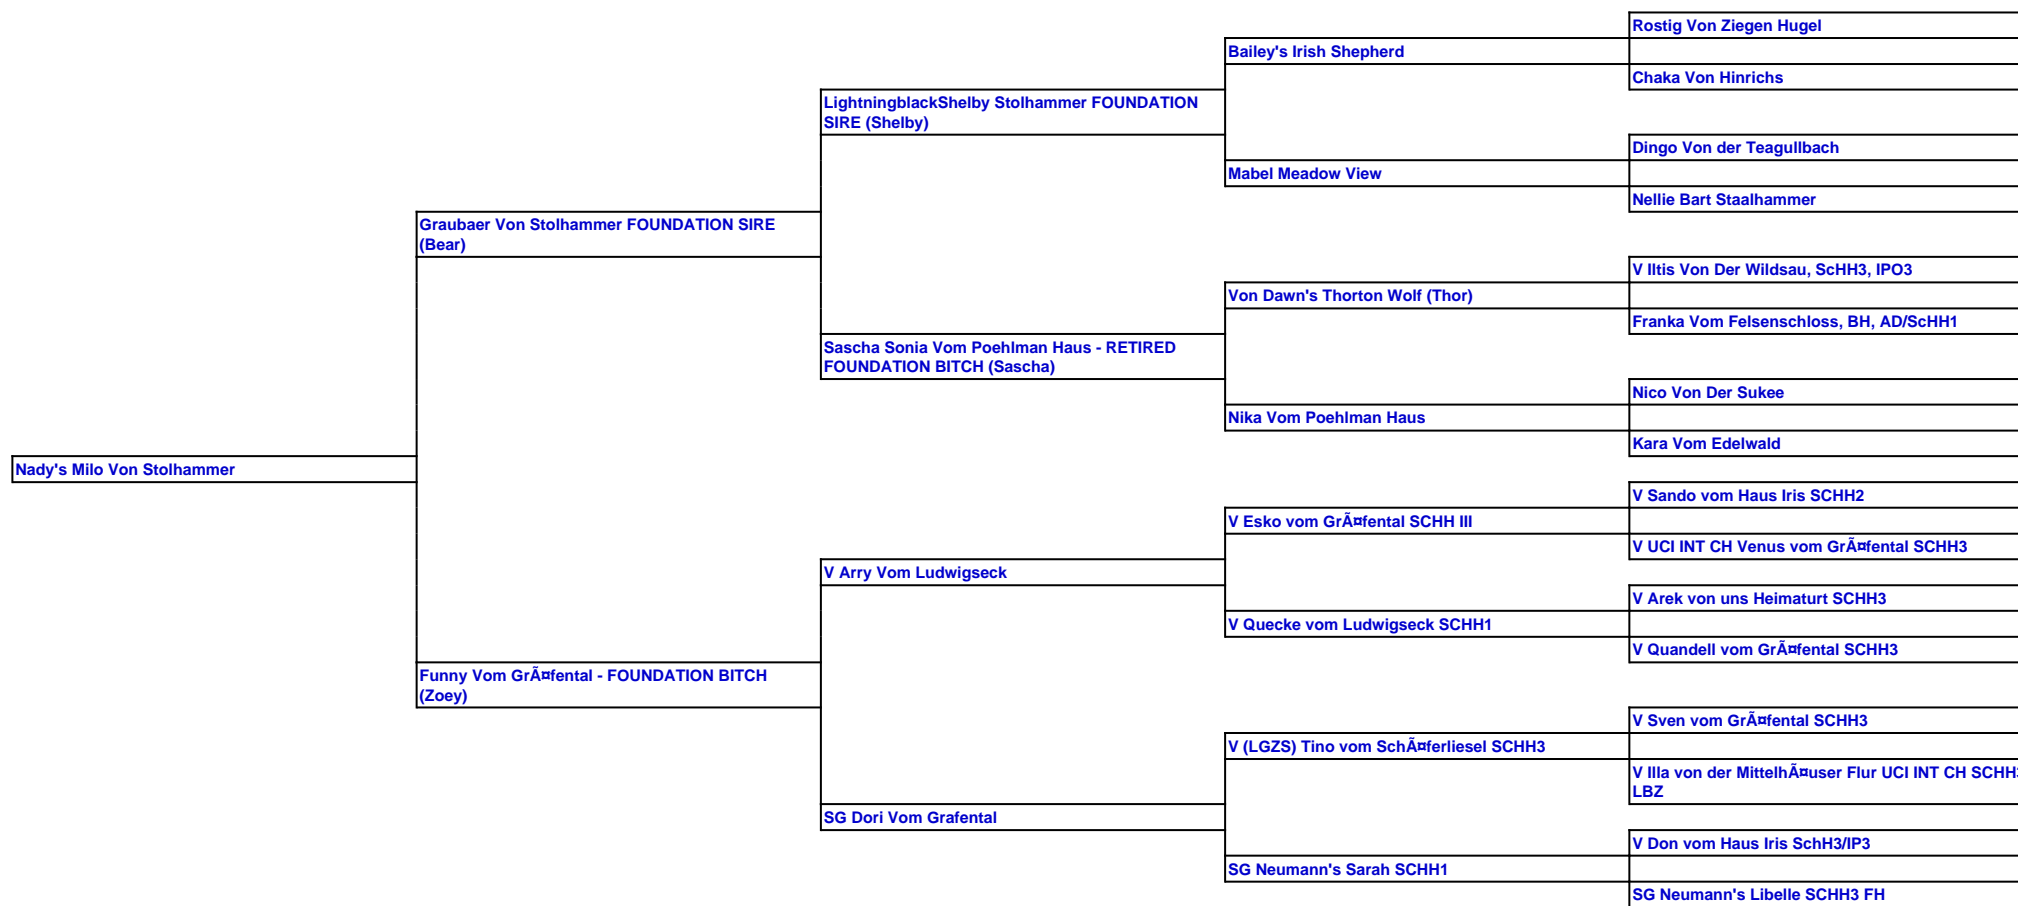 Rostig Von Ziegen Hugel
Bailey's Irish Shepherd
Chaka Von Hinrichs
LightningblackShelby Stolhammer FOUNDATION
SIRE (Shelby)
Dingo Von der Teagullbach
Mabel Meadow View
Nellie Bart Staalhammer
Graubaer Von Stolhammer FOUNDATION SIRE
(Bear)
V Iltis Von Der Wildsau, ScHH3, IPO3
Von Dawn's Thorton Wolf (Thor)
Franka Vom Felsenschloss, BH, AD/ScHH1
Sascha Sonia Vom Poehlman Haus - RETIRED
FOUNDATION BITCH (Sascha)
Nico Von Der Sukee
Nika Vom Poehlman Haus
Kara Vom Edelwald
Nady's Milo Von Stolhammer
V Sando vom Haus Iris SCHH2
V Esko vom GrÃ¤fental SCHH III
V UCI INT CH Venus vom GrÃ¤fental SCHH3
V Arry Vom Ludwigseck
V Arek von uns Heimaturt SCHH3
V Quecke vom Ludwigseck SCHH1
V Quandell vom GrÃ¤fental SCHH3
Funny Vom GrÃ¤fental - FOUNDATION BITCH
(Zoey)
V Sven vom GrÃ¤fental SCHH3
V (LGZS) Tino vom SchÃ¤ferliesel SCHH3
V Illa von der MittelhÃ¤user Flur UCI INT CH SCHH3
LBZ
SG Dori Vom Grafental
V Don vom Haus Iris SchH3/IP3
SG Neumann's Sarah SCHH1
SG Neumann's Libelle SCHH3 FH